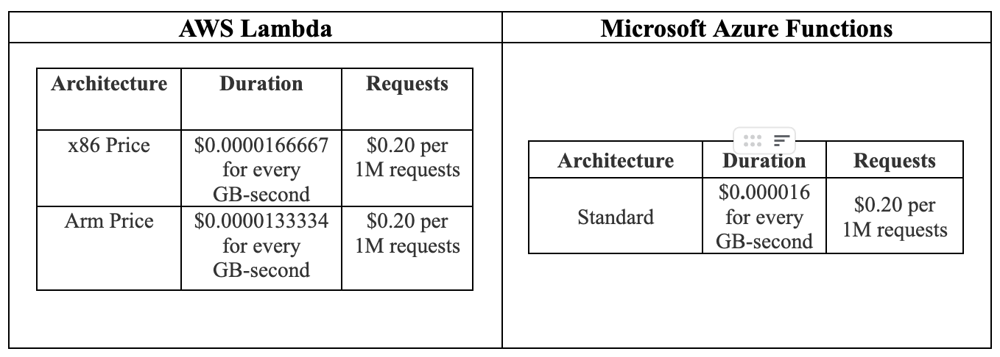 AWS Lambda
Microsoft Azure Functions
Architecture
Duration
Requests
x86 Price
$0.0000166667
for every
GB-second
$0.20 per
1M requests
Arm Price
$0.0000133334
for every
GB-second
$0.20 per
1M requests
Architecture
Duration
Requests
Standard
$0.000016
for every
GB-second
$0.20 per
1M requests